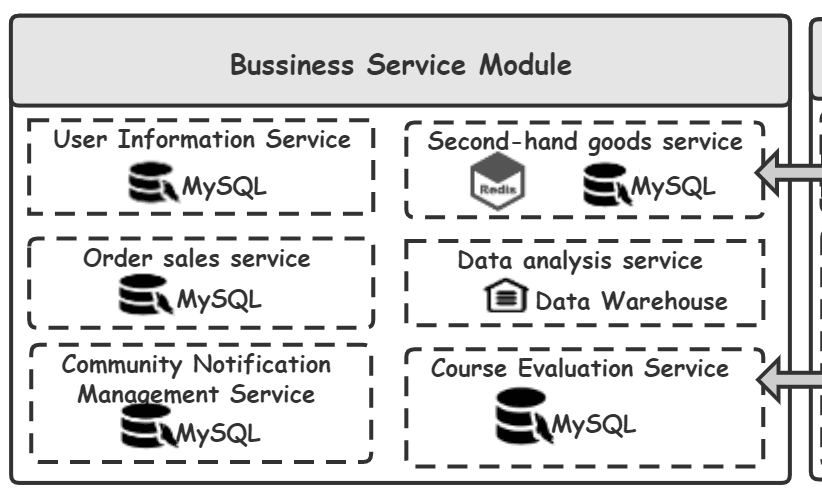 Bussiness Service Module
User Information Service
MySQL
Second-hand goods service
Redis
MySQL
Order sales service
MySQL
Data analysis service
Data Warehouse
Community Notification
Management Service
MySQL
Course Evaluation Service
MySQL